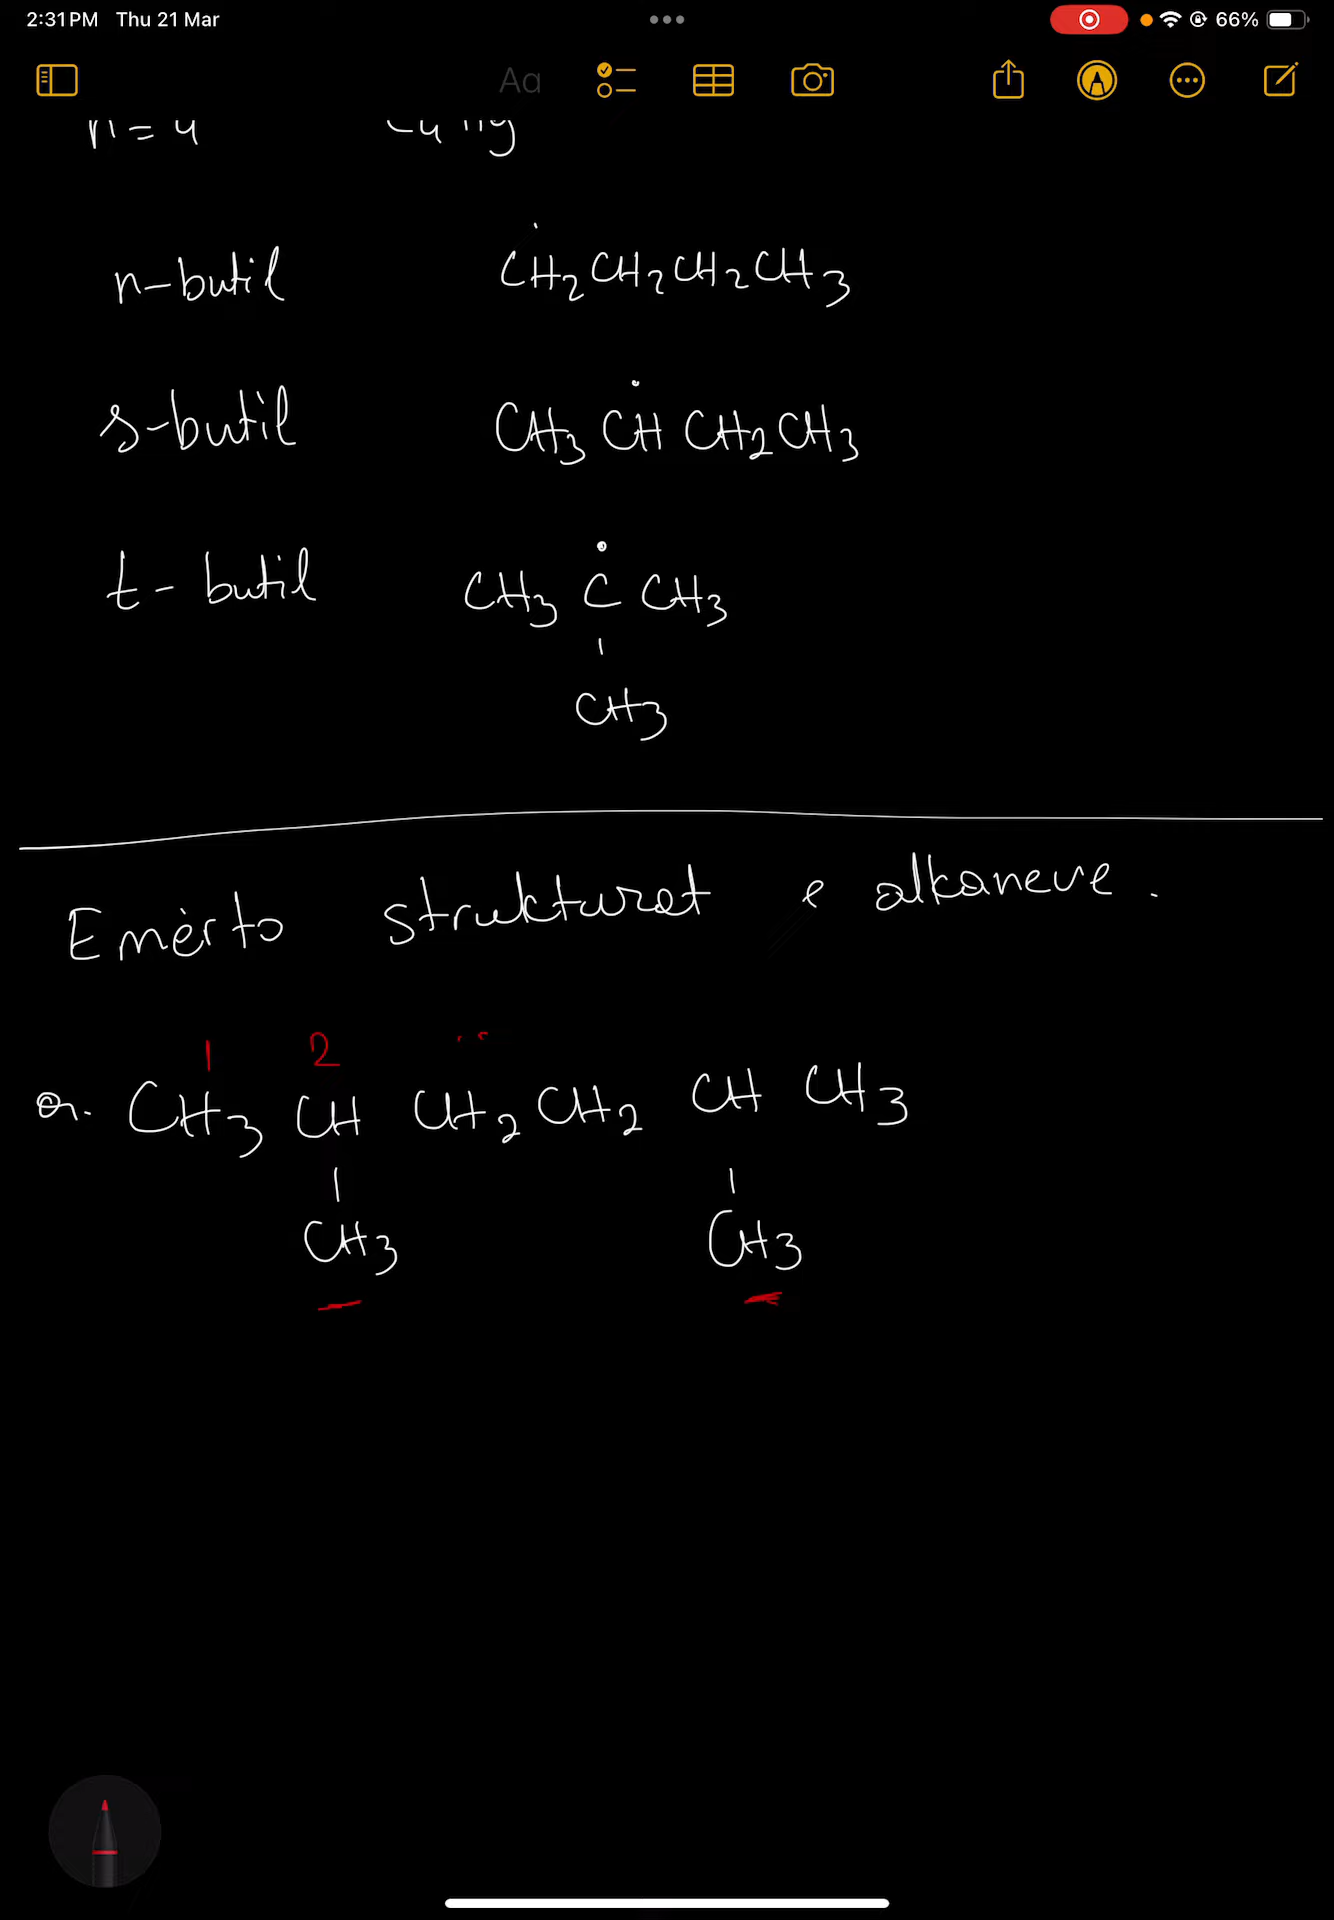 2:31 PM Thu 21 Mar
66%
Aa
n = 4
n-butil CH2CH2CH2CH3
s-butil CH3 CH CH2CH3
t-butil CH3 C CH3
CH3
Emërto strukturat e alkaneve.
1 2
a. CH3 CH CH2 CH2 CH CH3
CH3 CH3